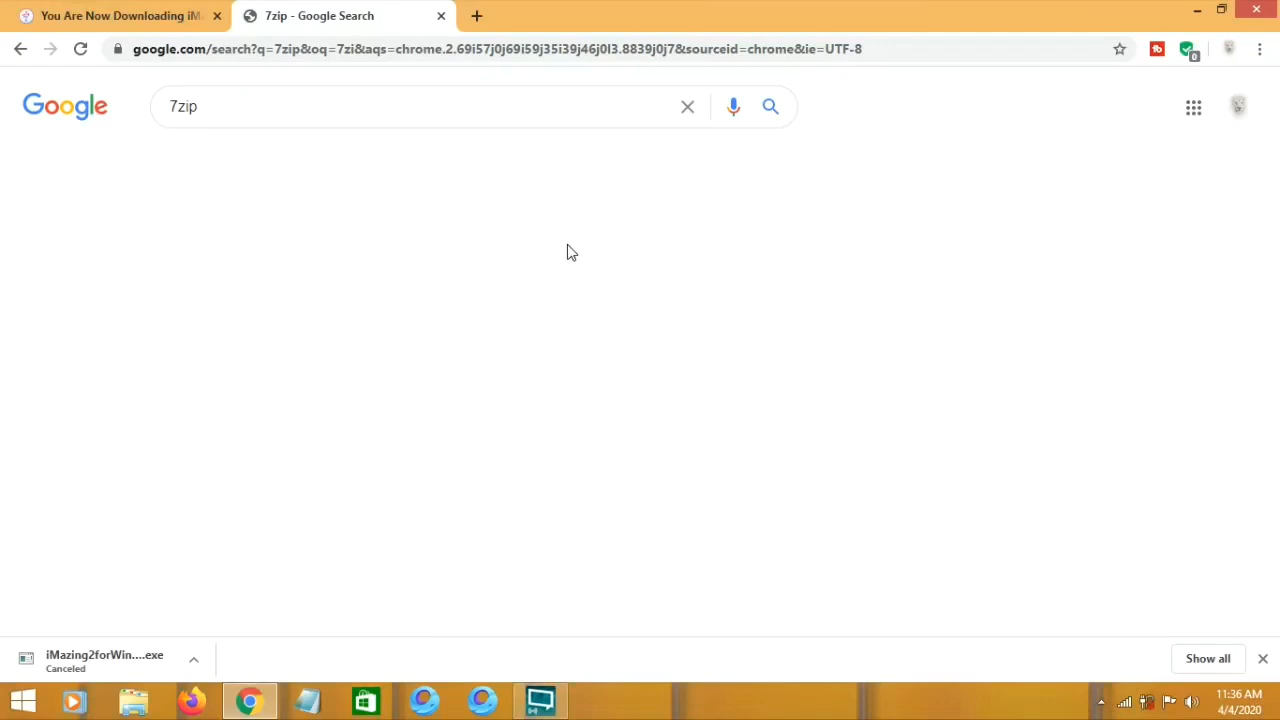 You Are Now Downloading iM
7zip - Google Search
google.com/search?q=7zip&oq=7zi&aqs=chrome.2.69i57j0j69i59j35i39j46j0l3.8839j0j7&sourceid=chrome&ie=UTF-8
0
Google
7zip
iMazing2forWin....exe
Canceled
Show all
11:36 AM
4/4/2020